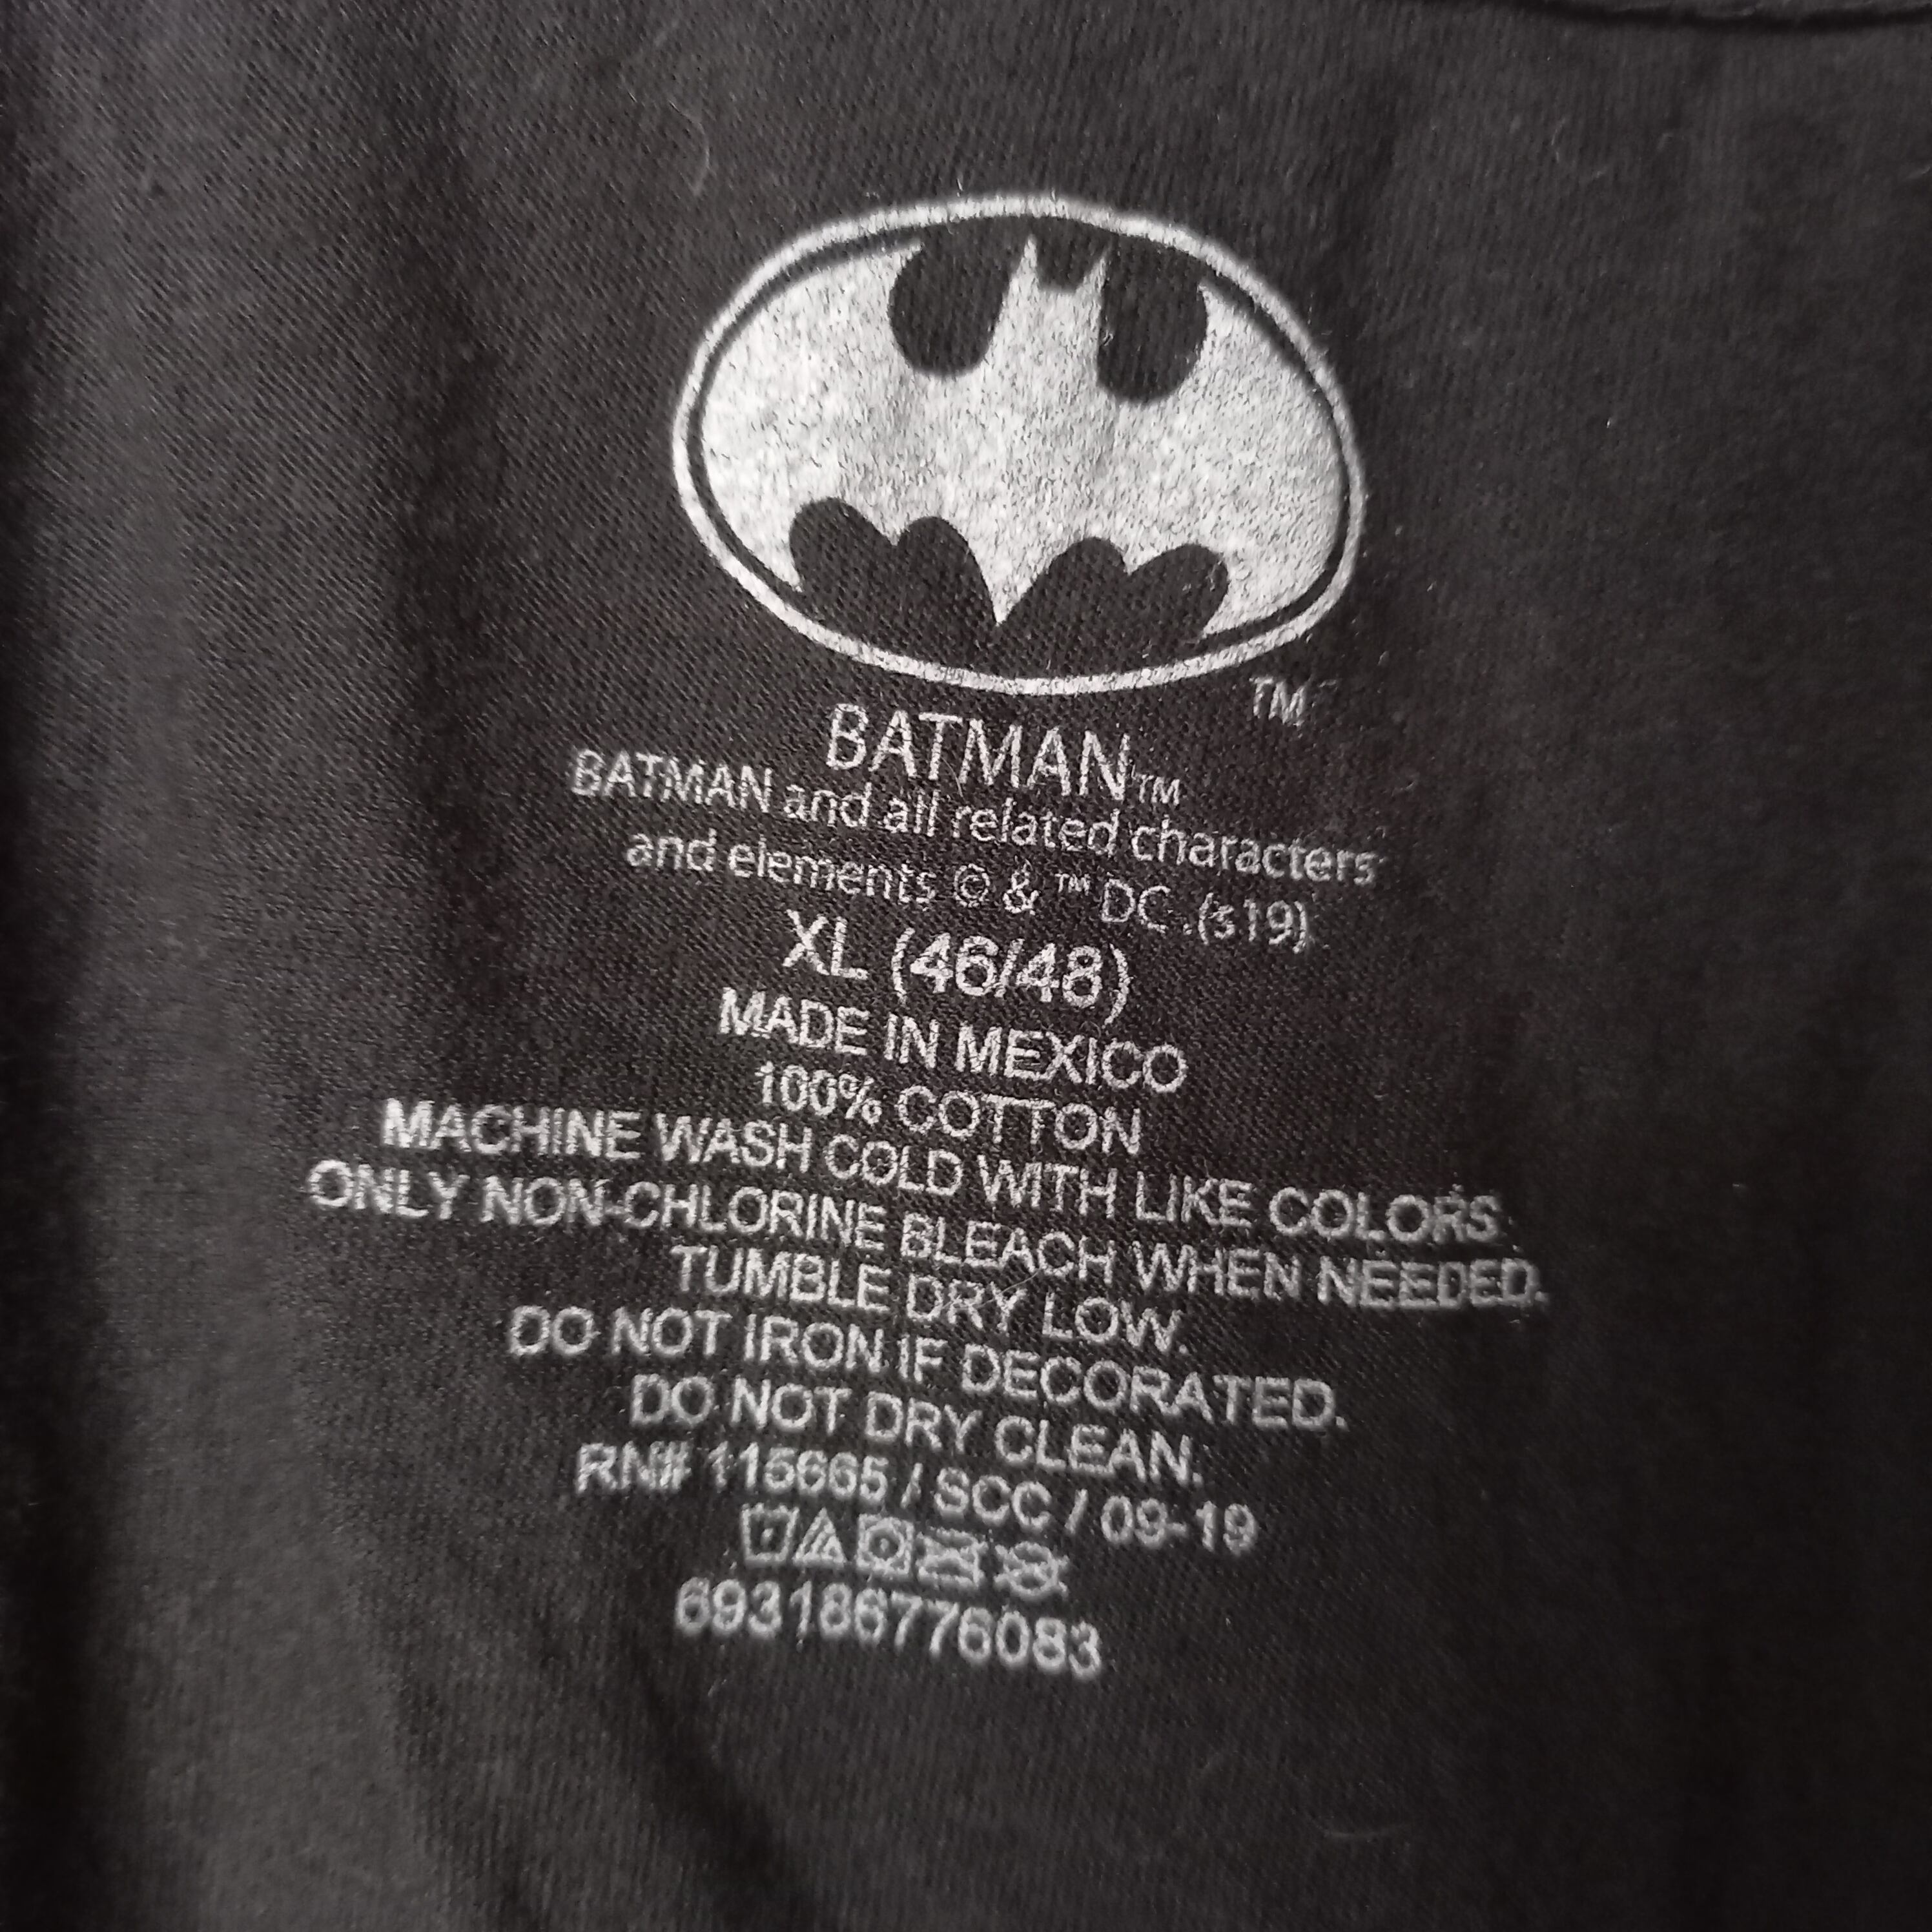 TM
BATMAN™
BATMAN and all related characters
and elements © & ™ DC. (s19)
XL (46/48)
MADE IN MEXICO
100% COTTON
MACHINE WASH COLD WITH LIKE COLORS.
ONLY NON-CHLORINE BLEACH WHEN NEEDED.
TUMBLE DRY LOW.
DO NOT IRON IF DECORATED.
DO NOT DRY CLEAN.
RN# 115665 / SCC / 09-19
693186776083